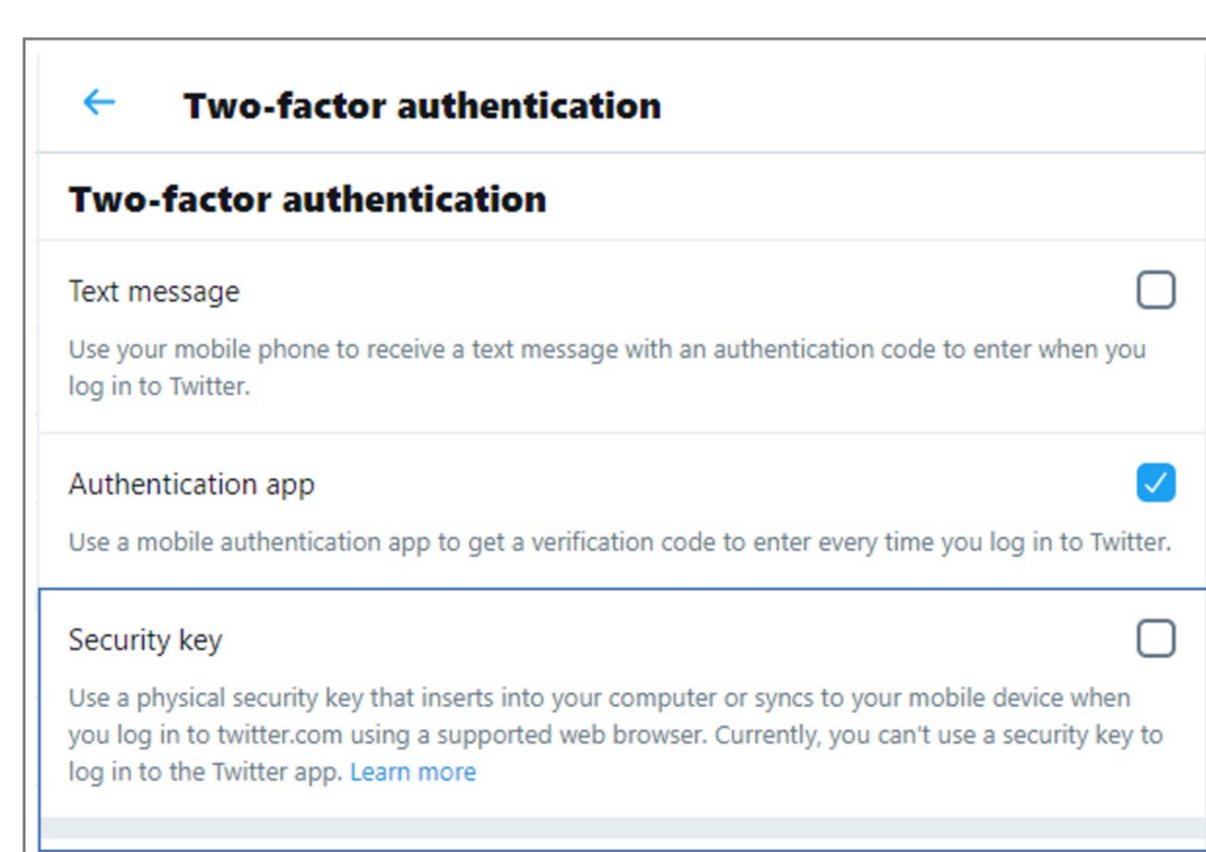 Two-factor authentication
Two-factor authentication
Text message
Use your mobile phone to receive a text message with an authentication code to enter when you
log in to Twitter.
Authentication app
Use a mobile authentication app to get a verification code to enter every time you log in to Twitter.
Security key
Use a physical security key that inserts into your computer or syncs to your mobile device when
you log in to twitter.com using a supported web browser. Currently, you can't use a security key to
log in to the Twitter app. Learn more